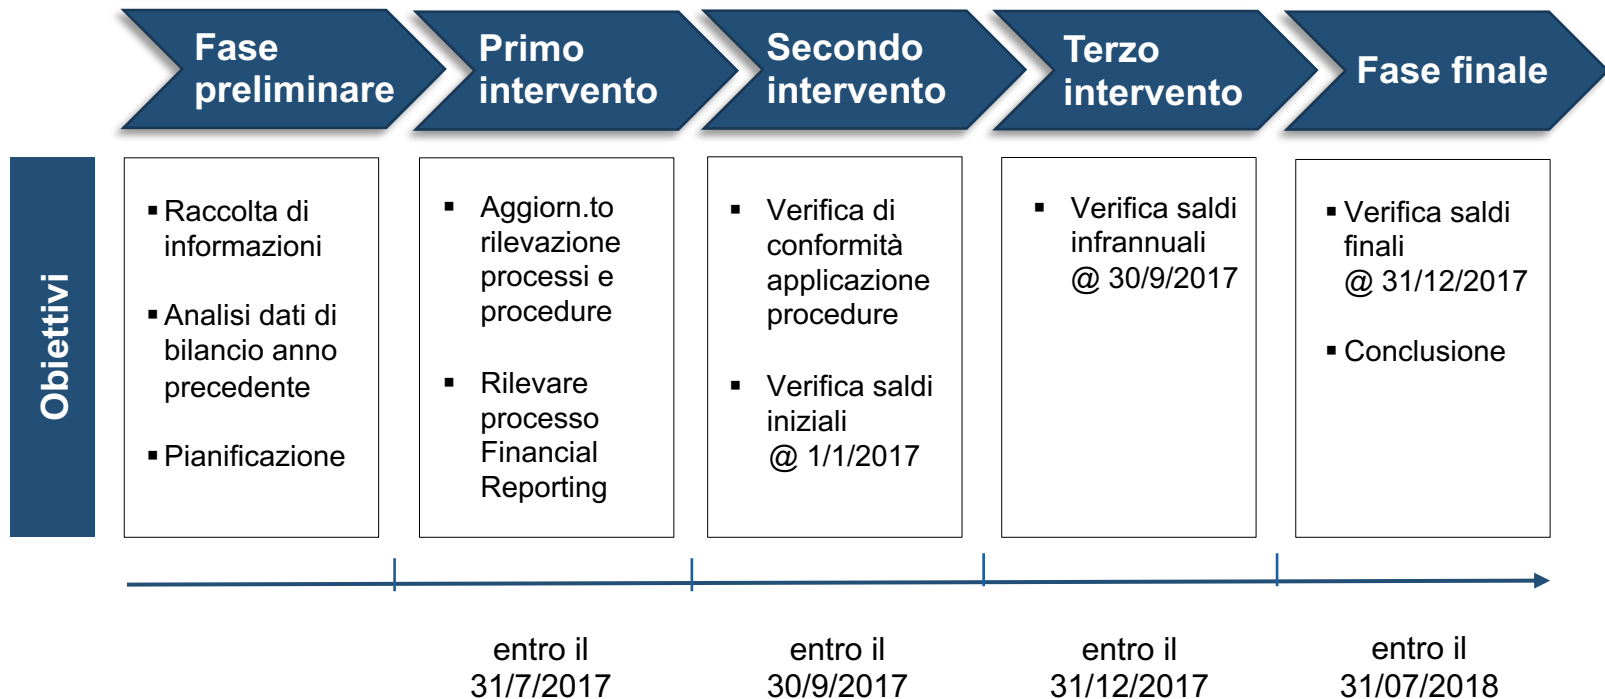 Fase
preliminare
Primo
intervento
Secondo
intervento
Terzo
intervento
Fase finale
Obiettivi
▪ Raccolta di
informazioni
▪ Analisi dati di
bilancio anno
precedente
▪ Pianificazione
▪ Aggiorn.to
rilevazione
processi e
procedure
▪ Rilevare
processo
Financial
Reporting
▪ Verifica di
conformità
applicazione
procedure
▪ Verifica saldi
iniziali
@ 1/1/2017
▪ Verifica saldi
infrannuali
@ 30/9/2017
▪ Verifica saldi
finali
@ 31/12/2017
▪ Conclusione
entro il
31/7/2017
entro il
30/9/2017
entro il
31/12/2017
entro il
31/07/2018